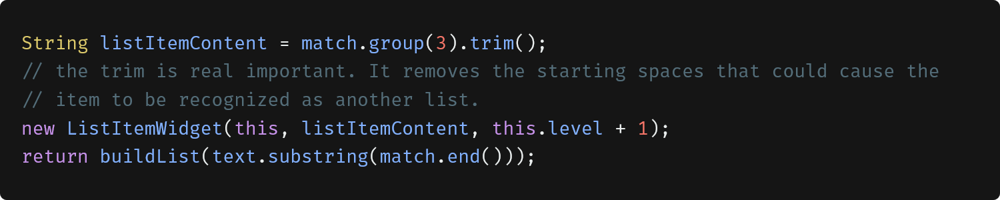 String listItemContent = match.group(3).trim();
// the trim is real important. It removes the starting spaces that could cause the
// item to be recognized as another list.
new ListItemWidget(this, listItemContent, this.level + 1);
return buildList(text.substring(match.end()));